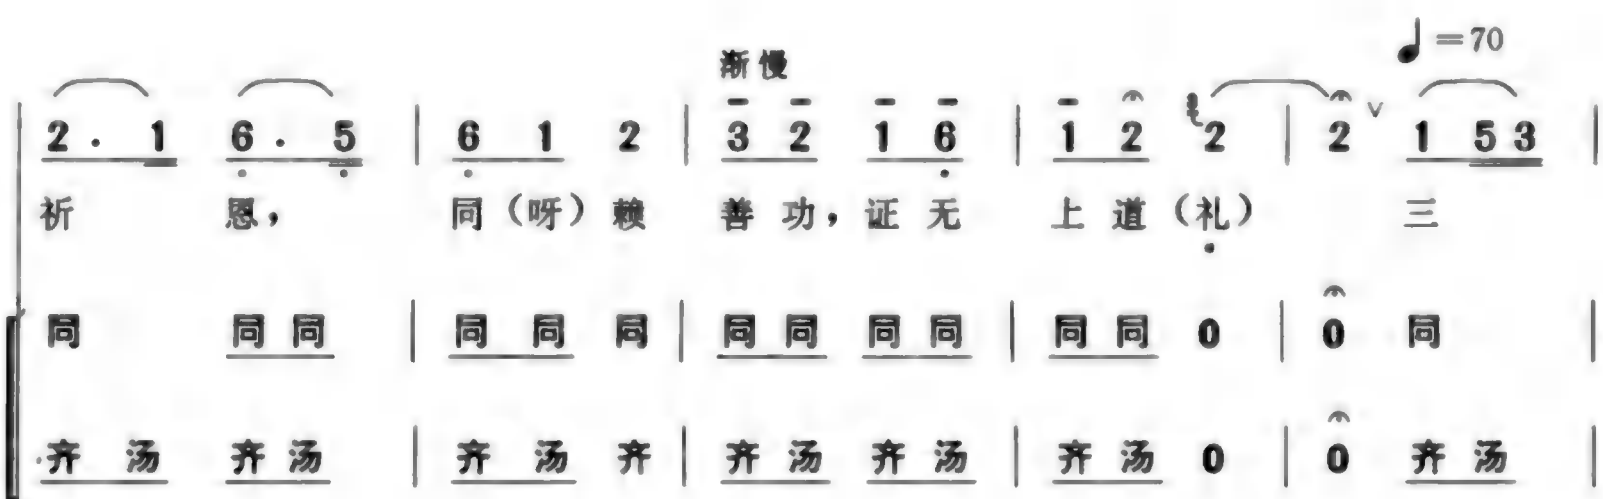 ♩=70
渐慢
2 . 1 6 . 5 | 6 1 2 | 3 2 1 6 | 1 2 2 | 2 ∨ 1 5 3 |
祈 恩， 同（呀）赖 善 功，证 无 上 道（礼） 三
同 同 同 | 同 同 同 | 同 同 同 同 | 同 同 0 | 0 同 |
齐 汤 齐 汤 | 齐 汤 齐 | 齐 汤 齐 汤 | 齐 汤 0 | 0 齐 汤 |